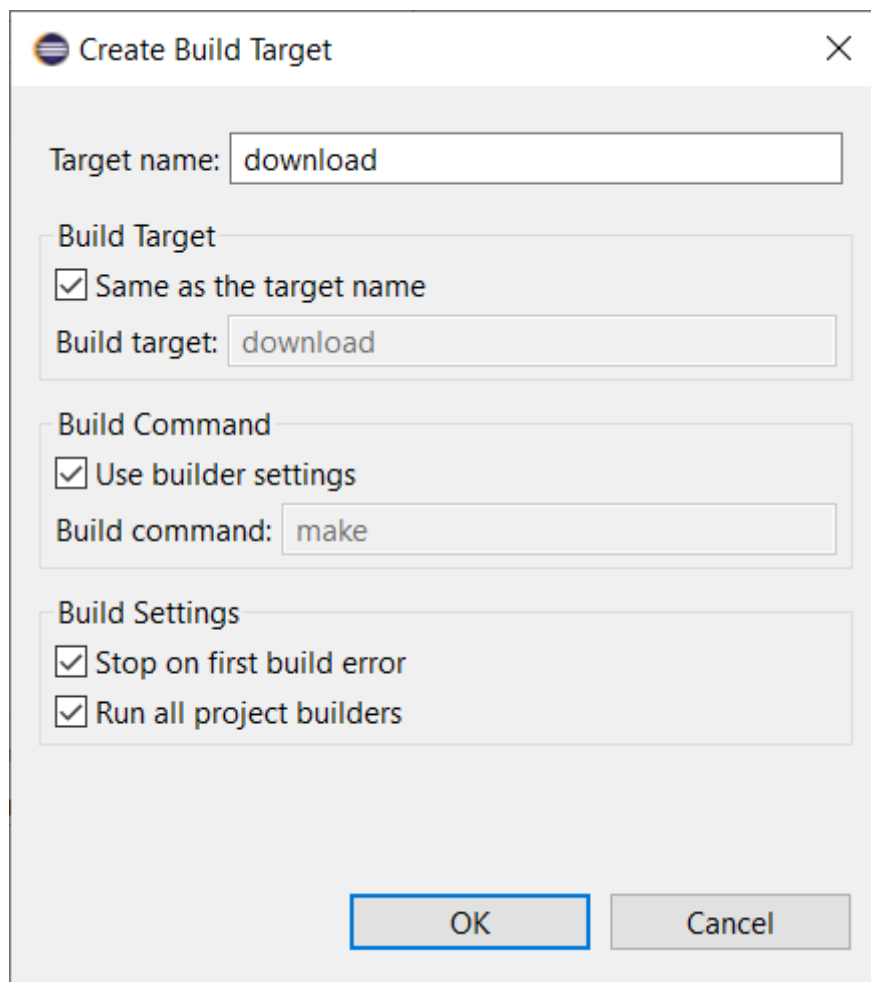 Create Build Target
Target name: download
Build Target
Same as the target name
Build target: download
Build Command
Use builder settings
Build command: make
Build Settings
Stop on first build error
Run all project builders
OK Cancel